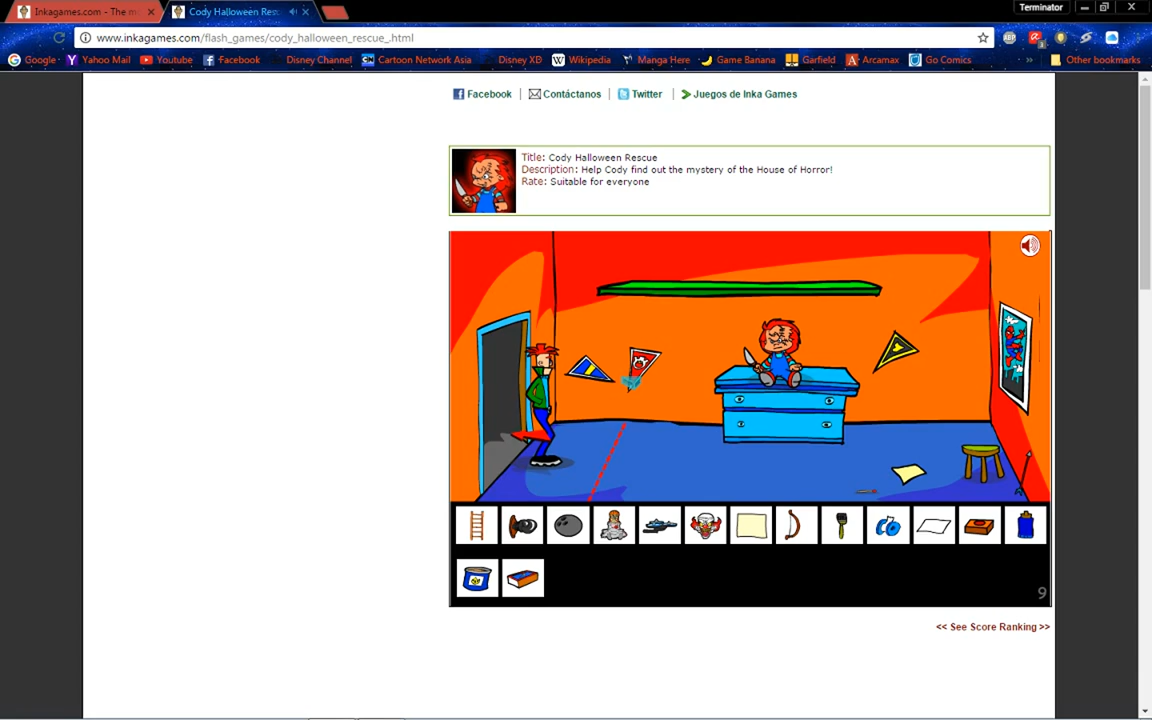 Inkagames.com - The m
Cody Halloween Res
Terminator
www.inkagames.com/flash_games/cody_halloween_rescue_.html
Google
Yahoo Mail
Youtube
Facebook
Disney Channel
Cartoon Network Asia
Disney XD
Wikipedia
Manga Here
Game Banana
Garfield
Arcamax
Go Comics
»
Other bookmarks
Facebook | Contáctanos | Twitter | Juegos de Inka Games
Title: Cody Halloween Rescue
Description: Help Cody find out the mystery of the House of Horror!
Rate: Suitable for everyone
9
<< See Score Ranking >>